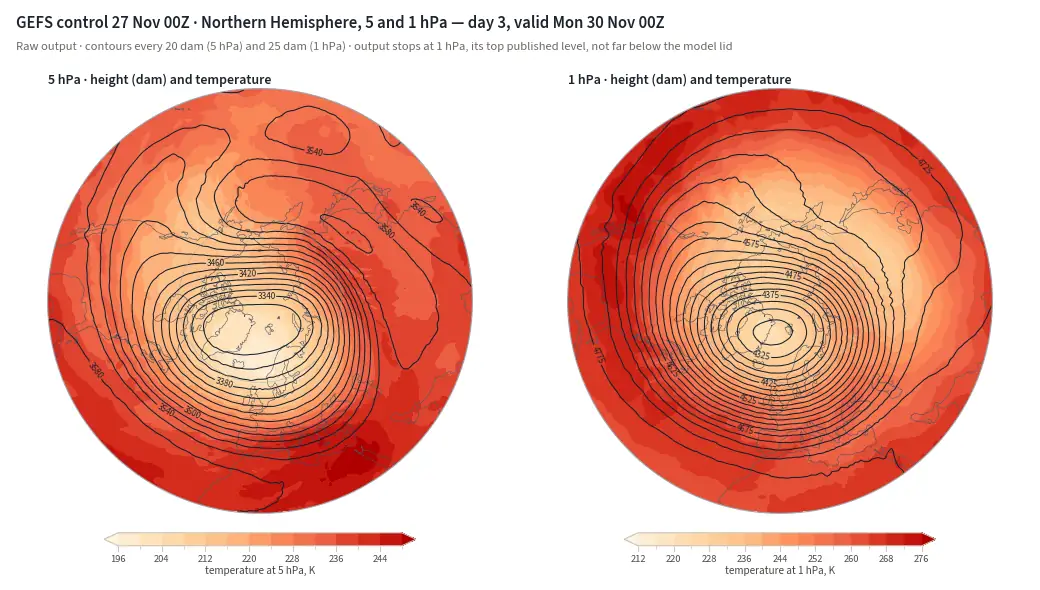 GEFS control 27 Nov 00Z · Northern Hemisphere, 5 and 1 hPa — day 3, valid Mon 30 Nov 00Z
Raw output · contours every 20 dam (5 hPa) and 25 dam (1 hPa) · output stops at 1 hPa, its top published level, not far below the model lid
5 hPa · height (dam) and temperature
1 hPa · height (dam) and temperature
3540
3540
3580
3460
3420
3340
3380
3580
3540
3500
4725
4575
4475
4375
4325
4425
4575
4775
196 204 212 220 228 236 244
temperature at 5 hPa, K
212 220 228 236 244 252 260 268 276
temperature at 1 hPa, K